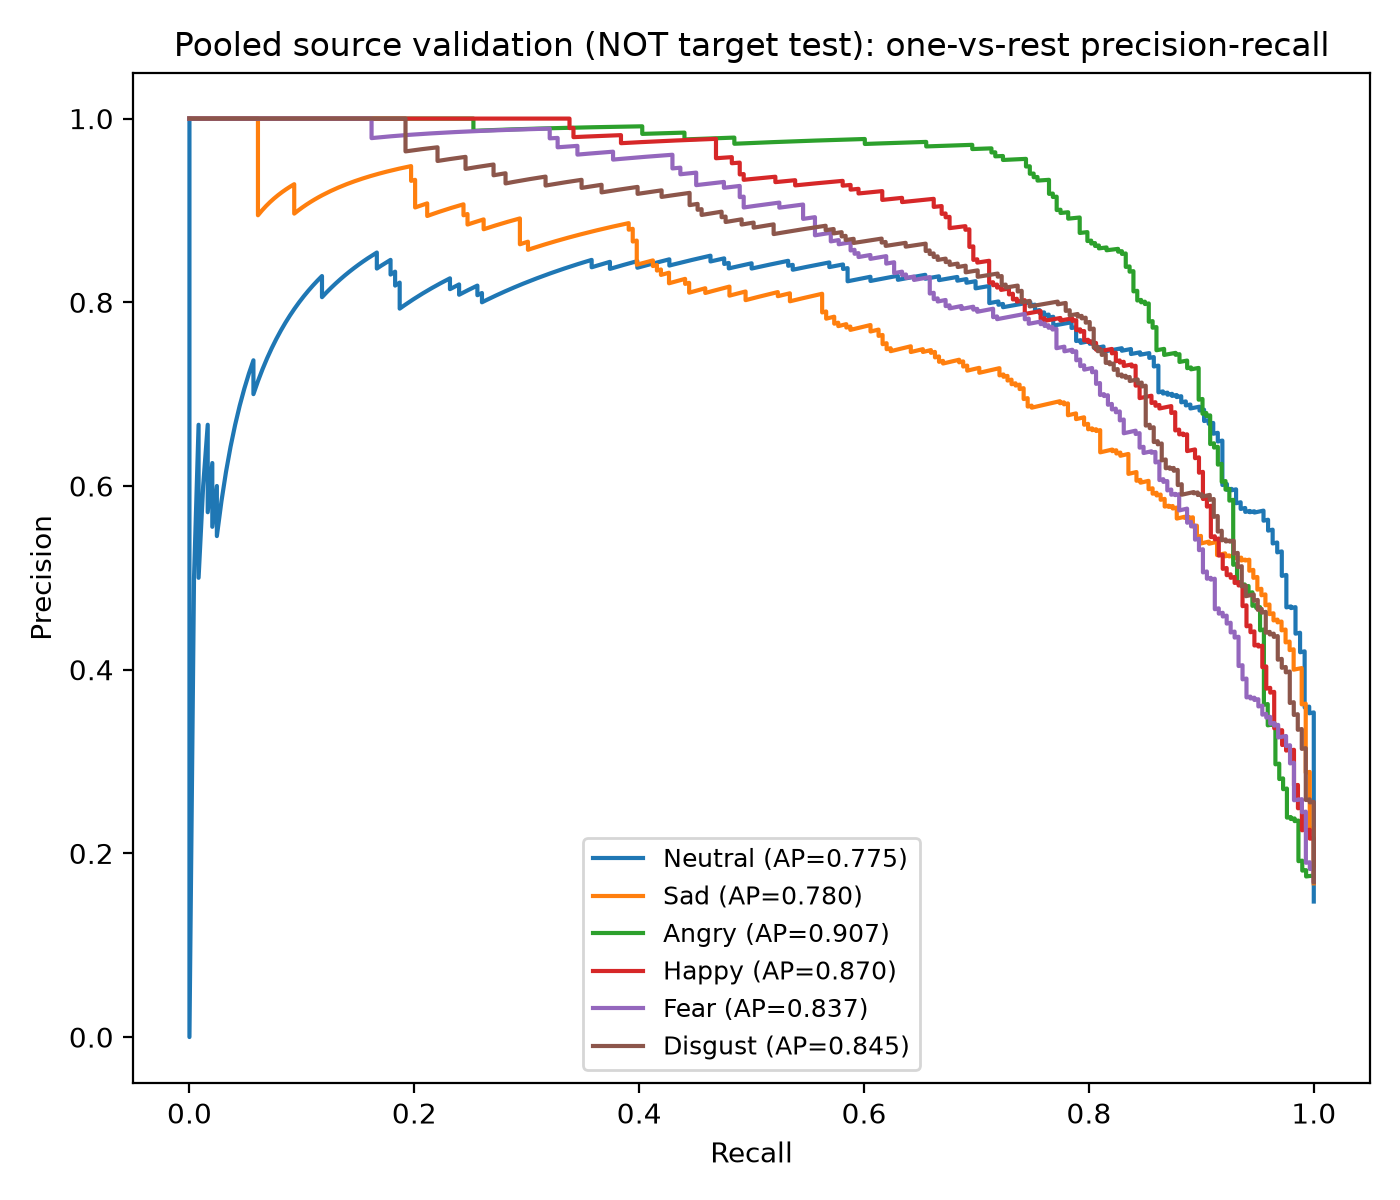 Pooled source validation (NOT target test): one-vs-rest precision-recall
1.0
0.8
0.6
0.4
0.2
0.0
Precision
Neutral (AP=0.775)
Sad (AP=0.780)
Angry (AP=0.907)
Happy (AP=0.870)
Fear (AP=0.837)
Disgust (AP=0.845)
0.0 0.2 0.4 0.6 0.8 1.0
Recall